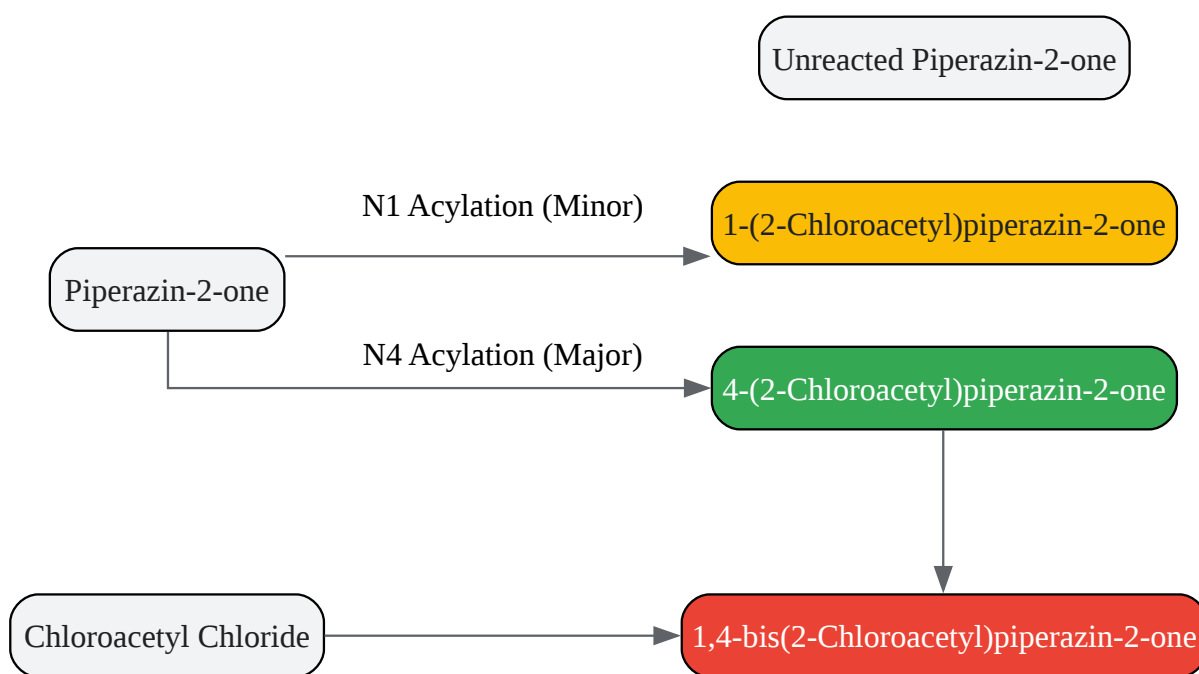 Unreacted Piperazin-2-one
N1 Acylation (Minor)
1-(2-Chloroacetyl)piperazin-2-one
Piperazin-2-one
N4 Acylation (Major)
4-(2-Chloroacetyl)piperazin-2-one
Chloroacetyl Chloride
1,4-bis(2-Chloroacetyl)piperazin-2-one